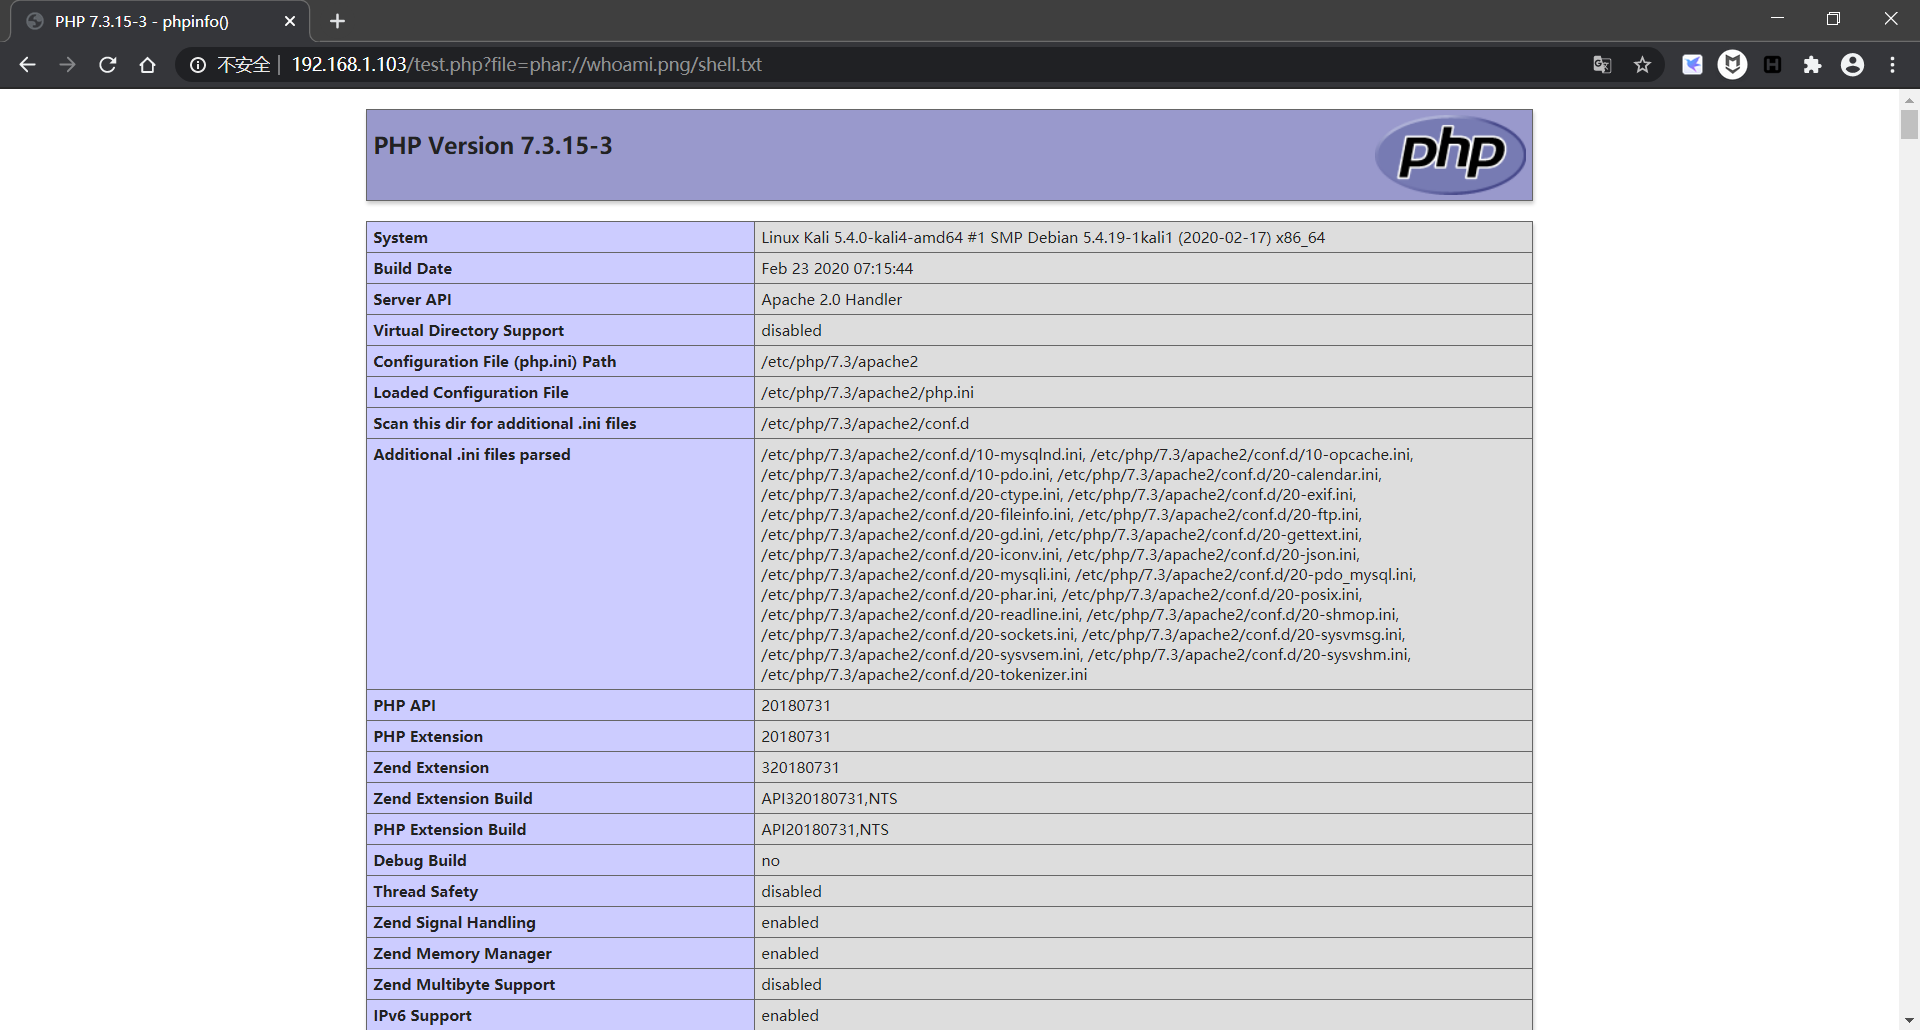 PHP 7.3.15-3 - phpinfo()
不安全 | 192.168.1.103/test.php?file=phar://whoami.png/shell.txt
PHP Version 7.3.15-3
php
System Linux Kali 5.4.0-kali4-amd64 #1 SMP Debian 5.4.19-1kali1 (2020-02-17) x86_64
Build Date Feb 23 2020 07:15:44
Server API Apache 2.0 Handler
Virtual Directory Support disabled
Configuration File (php.ini) Path /etc/php/7.3/apache2
Loaded Configuration File /etc/php/7.3/apache2/php.ini
Scan this dir for additional .ini files /etc/php/7.3/apache2/conf.d
Additional .ini files parsed /etc/php/7.3/apache2/conf.d/10-mysqlnd.ini, /etc/php/7.3/apache2/conf.d/10-opcache.ini,
/etc/php/7.3/apache2/conf.d/10-pdo.ini, /etc/php/7.3/apache2/conf.d/20-calendar.ini,
/etc/php/7.3/apache2/conf.d/20-ctype.ini, /etc/php/7.3/apache2/conf.d/20-exif.ini,
/etc/php/7.3/apache2/conf.d/20-fileinfo.ini, /etc/php/7.3/apache2/conf.d/20-ftp.ini,
/etc/php/7.3/apache2/conf.d/20-gd.ini, /etc/php/7.3/apache2/conf.d/20-gettext.ini,
/etc/php/7.3/apache2/conf.d/20-iconv.ini, /etc/php/7.3/apache2/conf.d/20-json.ini,
/etc/php/7.3/apache2/conf.d/20-mysqli.ini, /etc/php/7.3/apache2/conf.d/20-pdo_mysql.ini,
/etc/php/7.3/apache2/conf.d/20-phar.ini, /etc/php/7.3/apache2/conf.d/20-posix.ini,
/etc/php/7.3/apache2/conf.d/20-readline.ini, /etc/php/7.3/apache2/conf.d/20-shmop.ini,
/etc/php/7.3/apache2/conf.d/20-sockets.ini, /etc/php/7.3/apache2/conf.d/20-sysvmsg.ini,
/etc/php/7.3/apache2/conf.d/20-sysvsem.ini, /etc/php/7.3/apache2/conf.d/20-sysvshm.ini,
/etc/php/7.3/apache2/conf.d/20-tokenizer.ini
PHP API 20180731
PHP Extension 20180731
Zend Extension 320180731
Zend Extension Build API320180731,NTS
PHP Extension Build API20180731,NTS
Debug Build no
Thread Safety disabled
Zend Signal Handling enabled
Zend Memory Manager enabled
Zend Multibyte Support disabled
IPv6 Support enabled